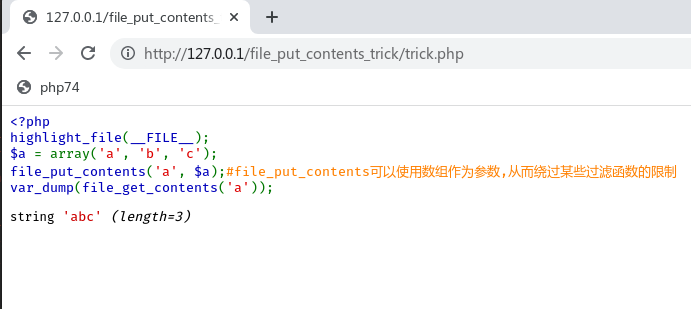 127.0.0.1/file_put_contents_
http://127.0.0.1/file_put_contents_trick/trick.php
php74
<?php
highlight_file(__FILE__);
$a = array('a', 'b', 'c');
file_put_contents('a', $a);#file_put_contents可以使用数组作为参数,从而绕过某些过滤函数的限制
var_dump(file_get_contents('a'));
string 'abc' (length=3)